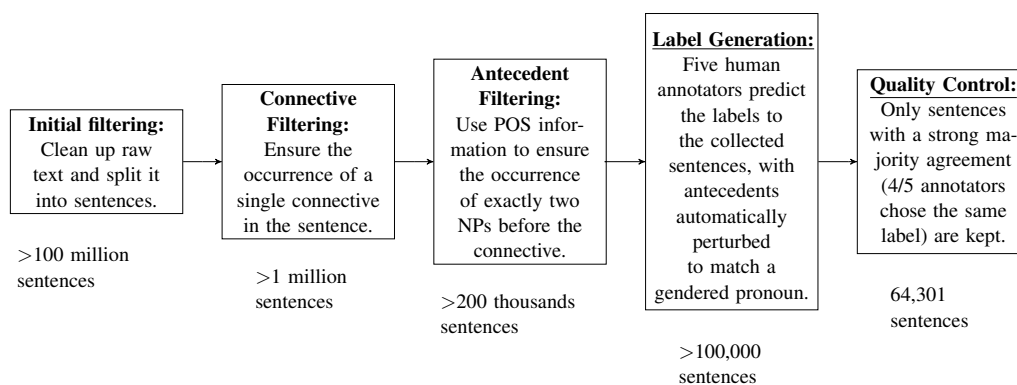 Initial filtering:
Clean up raw
text and split it
into sentences.
>100 million
sentences
Connective
Filtering:
Ensure the
occurrence of a
single connective
in the sentence.
>1 million
sentences
Antecedent
Filtering:
Use POS infor-
mation to ensure
the occurrence
of exactly two
NPs before the
connective.
>200 thousands
sentences
Label Generation:
Five human
annotators predict
the labels to
the collected
sentences, with
antecedents
automatically
perturbed
to match a
gendered pronoun.
>100,000
sentences
Quality Control:
Only sentences
with a strong ma-
jority agreement
(4/5 annotators
chose the same
label) are kept.
64,301
sentences